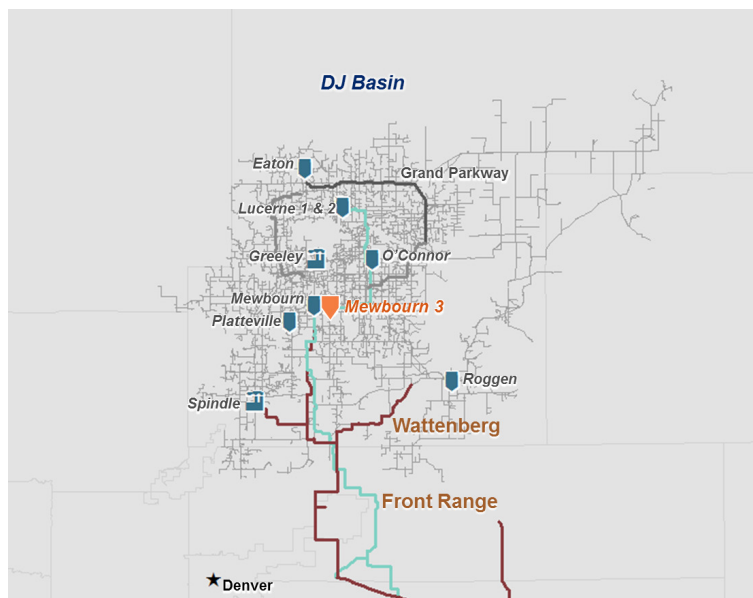 DJ Basin
Eaton
Grand Parkway
Lucerne 1 & 2
Greeley
O'Connor
Mewbourn
Mewbourn 3
Platteville
Roggen
Spindle
Wattenberg
Front Range
Denver